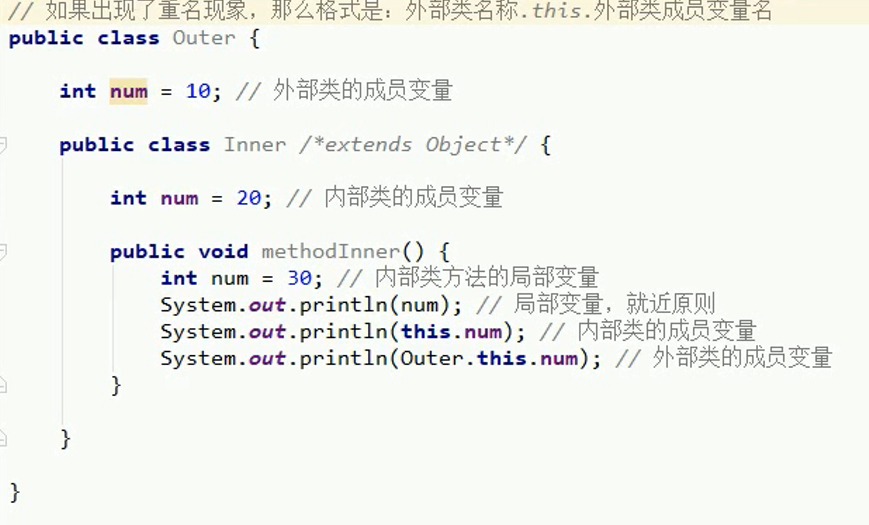 // 如果出现了重名现象，那么格式是：外部类名称.this.外部类成员变量名
public class Outer {
int num = 10; // 外部类的成员变量
public class Inner /*extends Object*/ {
int num = 20; // 内部类的成员变量
public void methodInner() {
int num = 30; // 内部类方法的局部变量
System.out.println(num); // 局部变量，就近原则
System.out.println(this.num); // 内部类的成员变量
System.out.println(Outer.this.num); // 外部类的成员变量
}
}
}